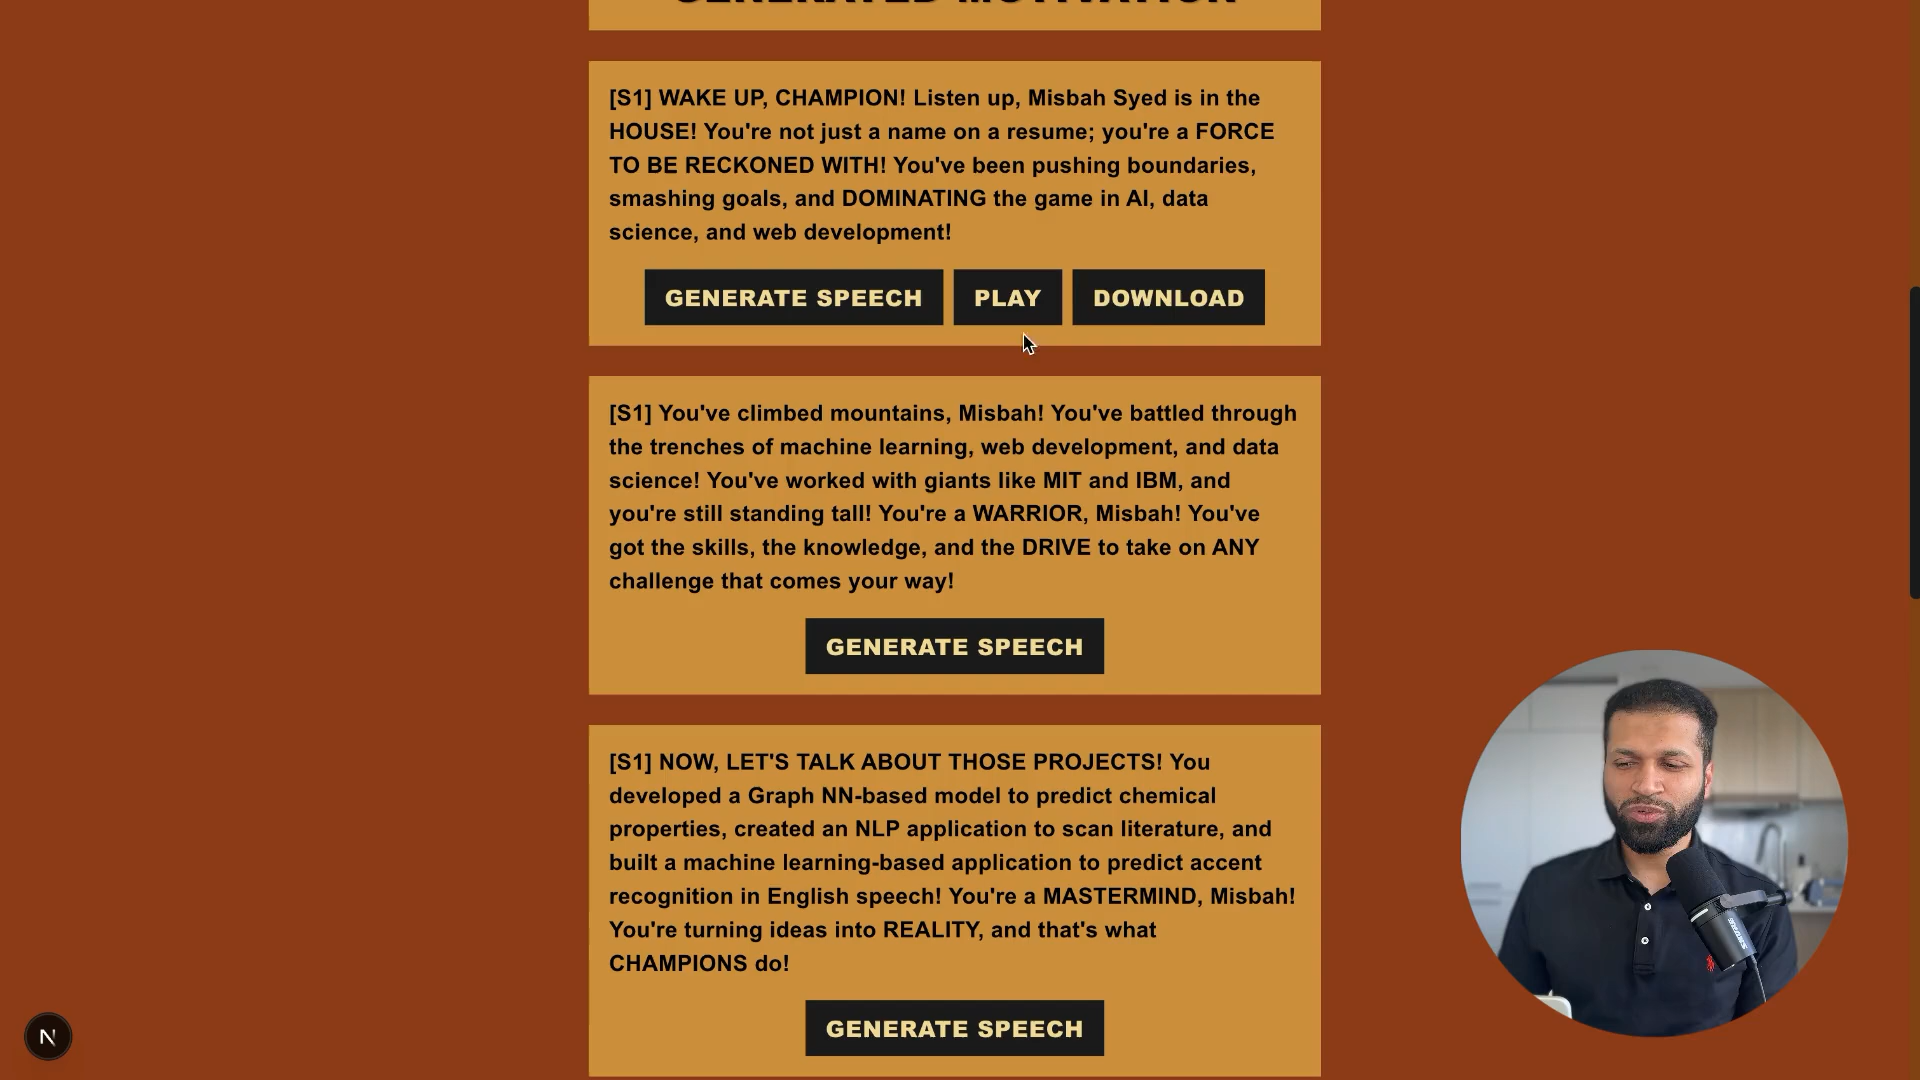 GENERATED MOTIVATION
[S1] WAKE UP, CHAMPION! Listen up, Misbah Syed is in the
HOUSE! You're not just a name on a resume; you're a FORCE
TO BE RECKONED WITH! You've been pushing boundaries,
smashing goals, and DOMINATING the game in AI, data
science, and web development!
GENERATE SPEECH PLAY DOWNLOAD
[S1] You've climbed mountains, Misbah! You've battled through
the trenches of machine learning, web development, and data
science! You've worked with giants like MIT and IBM, and
you're still standing tall! You're a WARRIOR, Misbah! You've
got the skills, the knowledge, and the DRIVE to take on ANY
challenge that comes your way!
GENERATE SPEECH
[S1] NOW, LET'S TALK ABOUT THOSE PROJECTS! You
developed a Graph NN-based model to predict chemical
properties, created an NLP application to scan literature, and
built a machine learning-based application to predict accent
recognition in English speech! You're a MASTERMIND, Misbah!
You're turning ideas into REALITY, and that's what
CHAMPIONS do!
GENERATE SPEECH
N